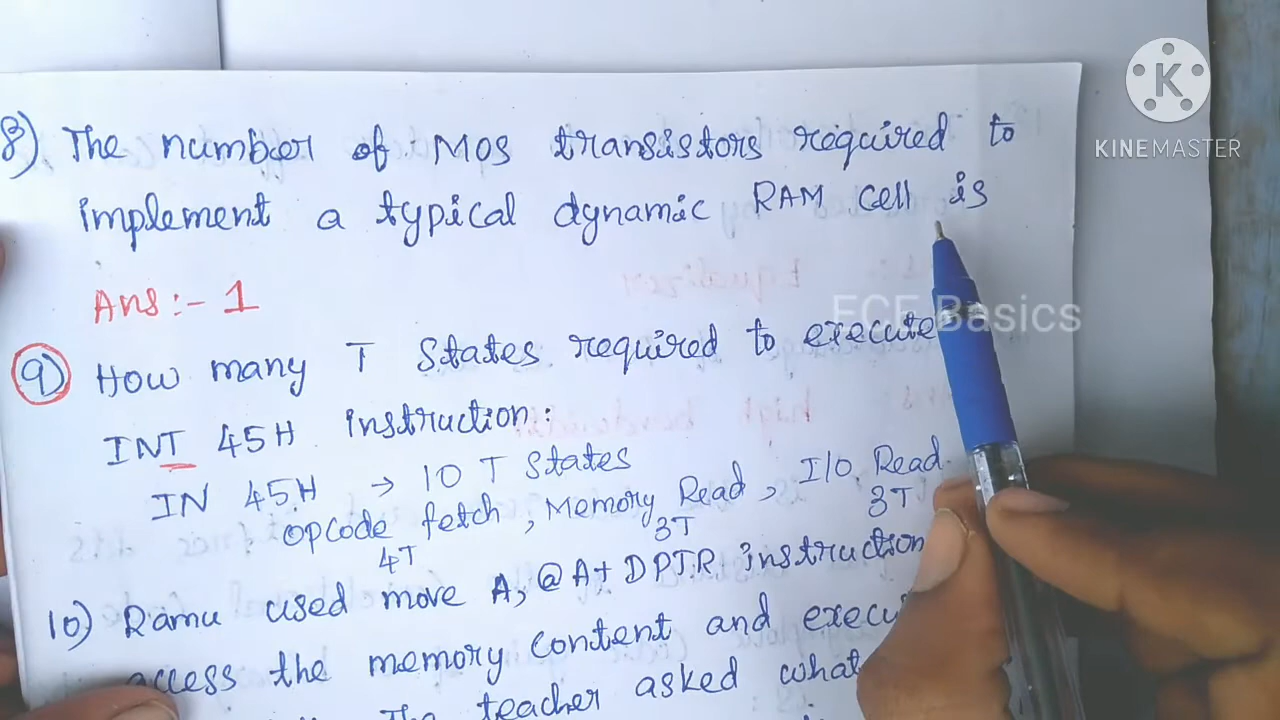 KINEMASTER
8) The number of MOS transistors required to
implement a typical dynamic RAM cell is
Ans :- 1
ECE Basics
9) How many T States required to execute
INT 45H instruction:
IN 45H → 10 T States
opcode fetch, Memory Read, I/O Read
4T 3T 3T
10) Ramu used move A, @A+ DPTR instruction
access the memory content and
The teacher asked what